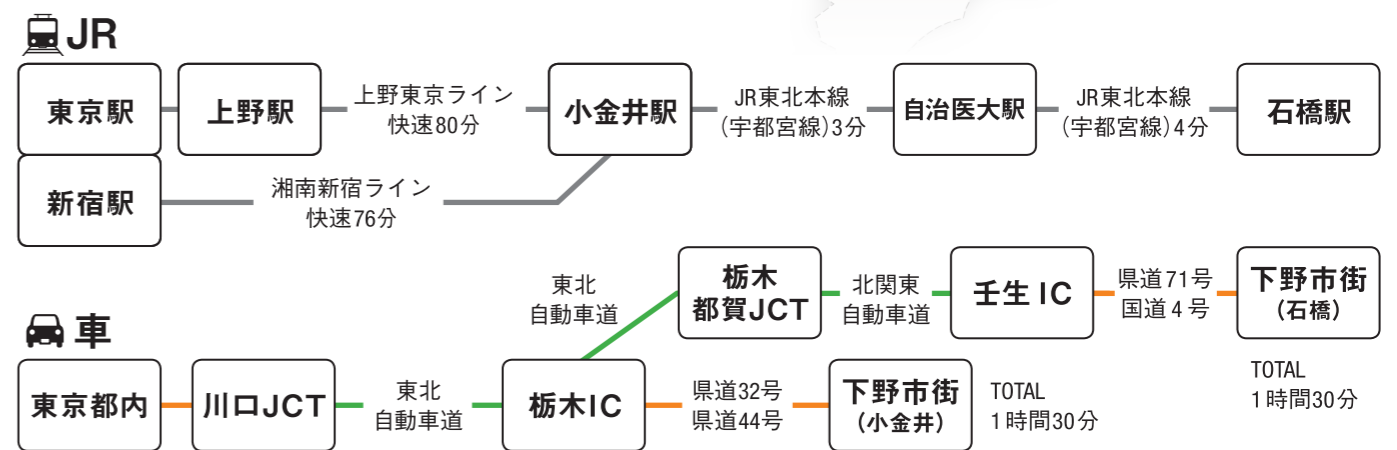 JR
東京駅
上野駅
上野東京ライン
快速80分
小金井駅
JR東北本線
(宇都宮線)3分
自治医大駅
JR東北本線
(宇都宮線)4分
石橋駅
新宿駅
湘南新宿ライン
快速76分
車
東京都内
川口JCT
東北
自動車道
栃木IC
東北
自動車道
栃木
都賀JCT
北関東
自動車道
壬生IC
県道71号
国道4号
下野市街
(石橋)
TOTAL
1時間30分
県道32号
県道44号
下野市街
(小金井)
TOTAL
1時間30分